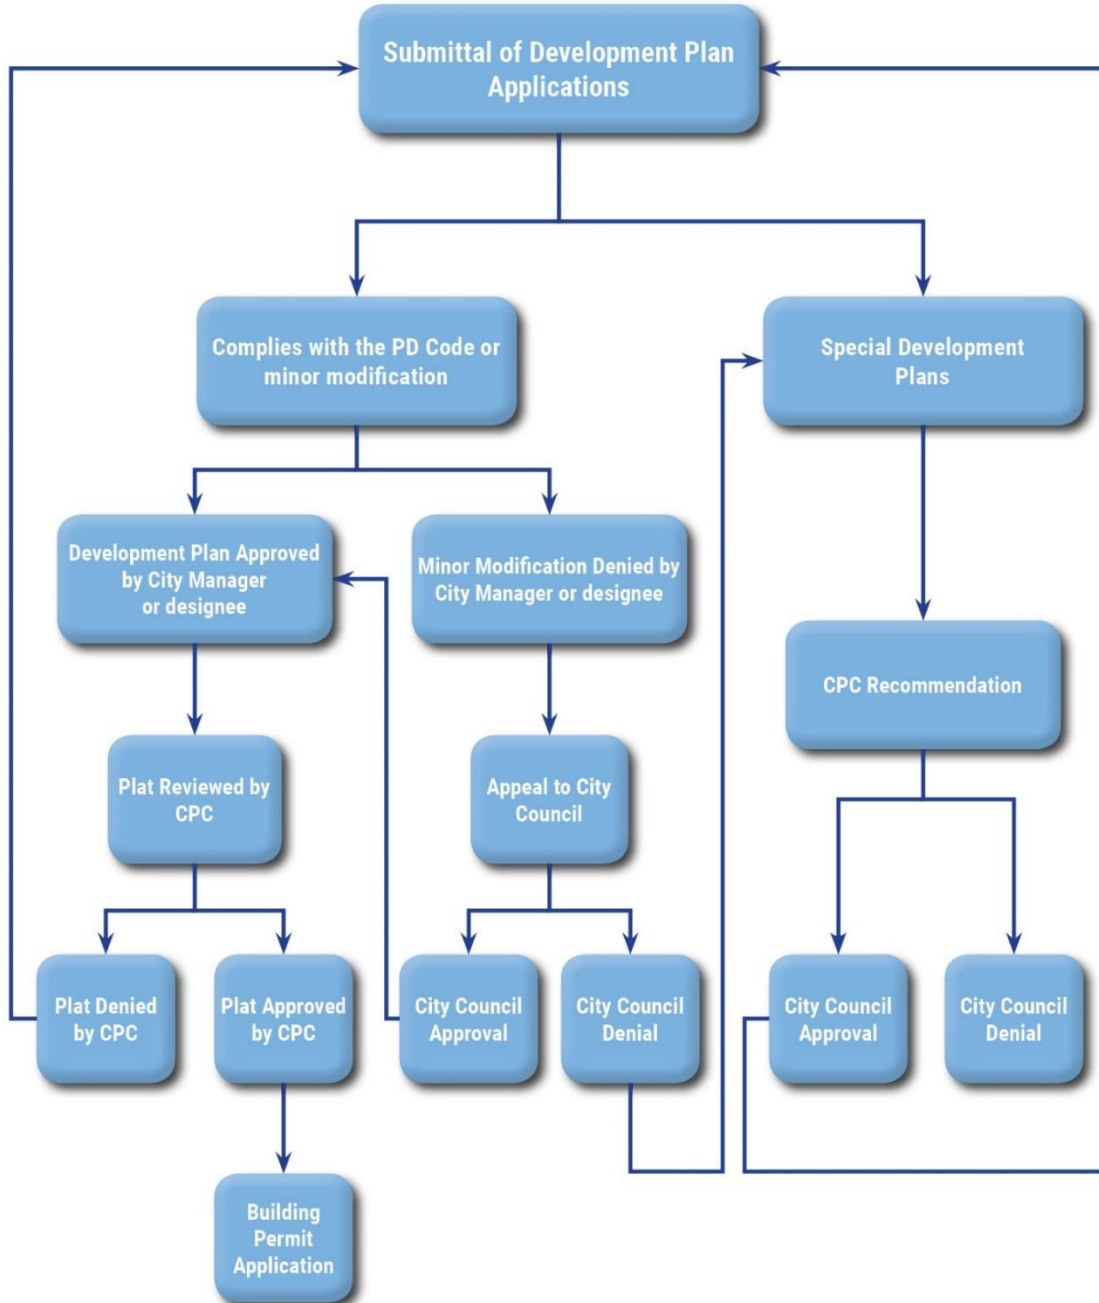 Submittal of Development Plan
Applications
Complies with the PD Code or
minor modification
Special Development
Plans
Development Plan Approved
by City Manager
or designee
Minor Modification Denied by
City Manager or designee
CPC Recommendation
Plat Reviewed by
CPC
Appeal to City
Council
Plat Denied
by CPC
Plat Approved
by CPC
City Council
Approval
City Council
Denial
City Council
Approval
City Council
Denial
Building
Permit
Application